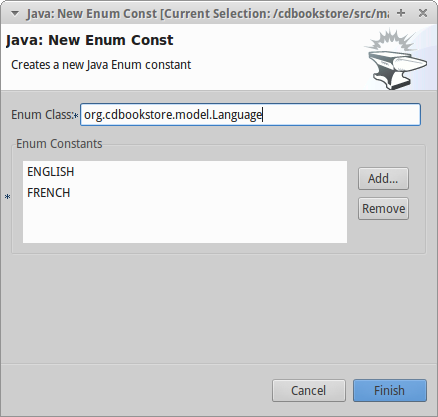 Java: New Enum Const [Current Selection: /cdbookstore/src/ma
Java: New Enum Const
Creates a new Java Enum constant
Enum Class:* org.cdbookstore.model.Language
Enum Constants
ENGLISH
FRENCH
*
Add...
Remove
Cancel
Finish